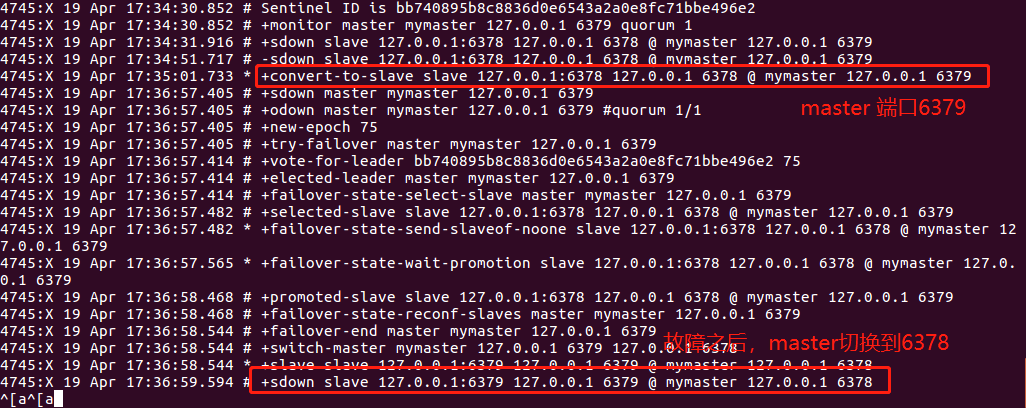 4745:X 19 Apr 17:34:30.852 # Sentinel ID is bb740895b8c8836d0e6543a2a0e8fc71bbe496e2
4745:X 19 Apr 17:34:30.852 # +monitor master mymaster 127.0.0.1 6379 quorum 1
4745:X 19 Apr 17:34:31.916 # +sdown slave 127.0.0.1:6378 127.0.0.1 6378 @ mymaster 127.0.0.1 6379
4745:X 19 Apr 17:34:51.717 # -sdown slave 127.0.0.1:6378 127.0.0.1 6378 @ mymaster 127.0.0.1 6379
4745:X 19 Apr 17:35:01.733 * +convert-to-slave slave 127.0.0.1:6378 127.0.0.1 6378 @ mymaster 127.0.0.1 6379
4745:X 19 Apr 17:36:57.405 # +sdown master mymaster 127.0.0.1 6379
4745:X 19 Apr 17:36:57.405 # +odown master mymaster 127.0.0.1 6379 #quorum 1/1
master 端口6379
4745:X 19 Apr 17:36:57.405 # +new-epoch 75
4745:X 19 Apr 17:36:57.405 # +try-failover master mymaster 127.0.0.1 6379
4745:X 19 Apr 17:36:57.414 # +vote-for-leader bb740895b8c8836d0e6543a2a0e8fc71bbe496e2 75
4745:X 19 Apr 17:36:57.414 # +elected-leader master mymaster 127.0.0.1 6379
4745:X 19 Apr 17:36:57.414 # +failover-state-select-slave master mymaster 127.0.0.1 6379
4745:X 19 Apr 17:36:57.482 # +selected-slave slave 127.0.0.1:6378 127.0.0.1 6378 @ mymaster 127.0.0.1 6379
4745:X 19 Apr 17:36:57.482 * +failover-state-send-slaveof-noone slave 127.0.0.1:6378 127.0.0.1 6378 @ mymaster 12
7.0.0.1 6379
4745:X 19 Apr 17:36:57.565 * +failover-state-wait-promotion slave 127.0.0.1:6378 127.0.0.1 6378 @ mymaster 127.0.
0.1 6379
4745:X 19 Apr 17:36:58.468 # +promoted-slave slave 127.0.0.1:6378 127.0.0.1 6378 @ mymaster 127.0.0.1 6379
4745:X 19 Apr 17:36:58.468 # +failover-state-reconf-slaves master mymaster 127.0.0.1 6379
4745:X 19 Apr 17:36:58.544 # +failover-end master mymaster 127.0.0.1 6379
故障之后，master切换到6378
4745:X 19 Apr 17:36:58.544 # +switch-master mymaster 127.0.0.1 6379 127.0.0.1 6378
4745:X 19 Apr 17:36:58.544 * +slave slave 127.0.0.1:6379 127.0.0.1 6379 @ mymaster 127.0.0.1 6378
4745:X 19 Apr 17:36:59.594 # +sdown slave 127.0.0.1:6379 127.0.0.1 6379 @ mymaster 127.0.0.1 6378
^[a^[a